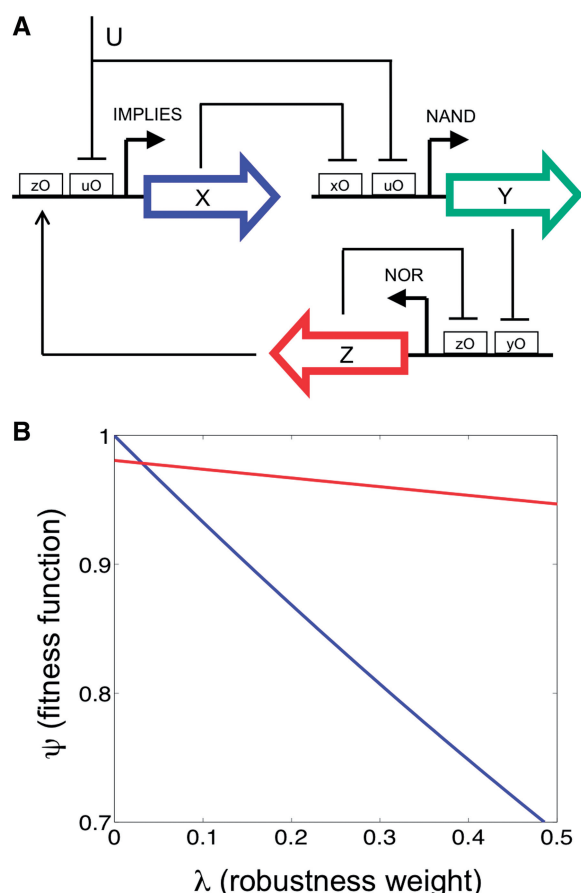 A
U
IMPLIES
NAND
zO
uO
X
xO
uO
Y
NOR
Z
zO
yO
B
1
0.9
0.8
0.7
ψ (fitness function)
0
0.1
0.2
0.3
0.4
0.5
λ (robustness weight)